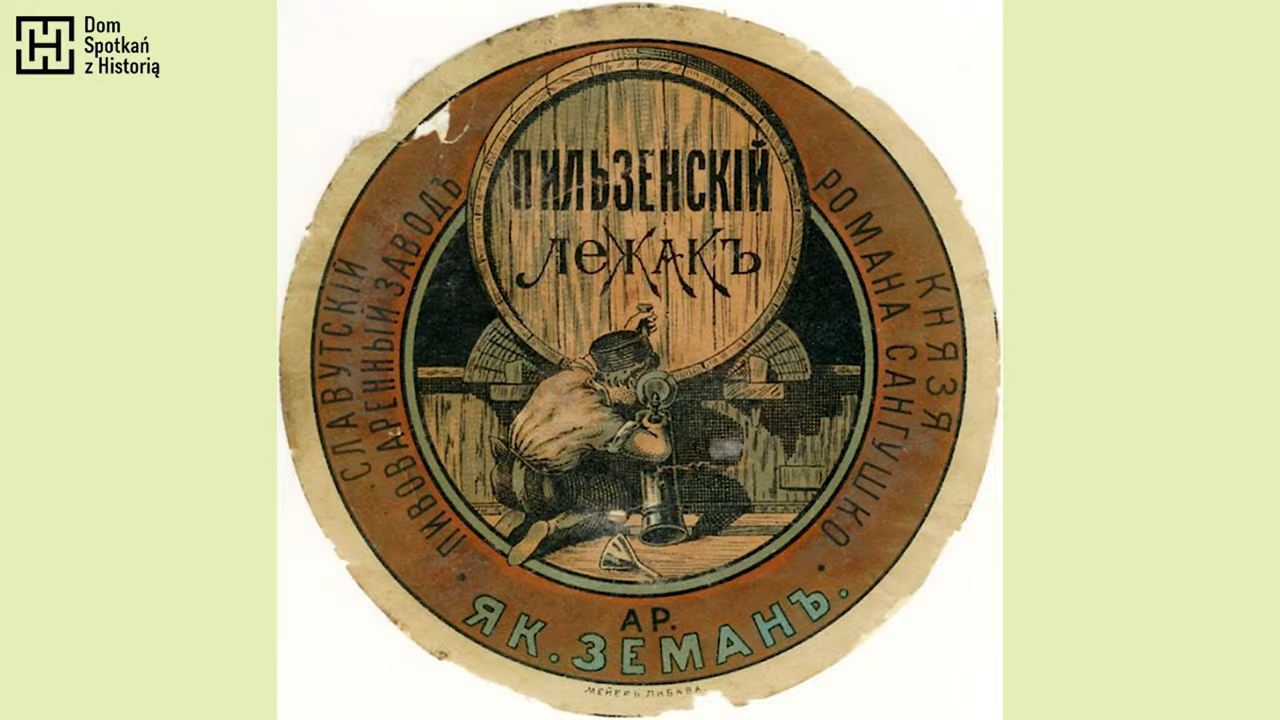 Dom
Spotkań
z Historią
ПИЛЬЗЕНСКІЙ
ЛеЖАКЪ
СЛАВУТСКІЙ
ПИВОВАРЕННЫЙ ЗАВОДЪ
КНЯЗЯ
РОМАНА САНГУШКО
АР.
ЯК. ЗЕМАНЪ.
МЕЙЕРЪ ЛИБАВА